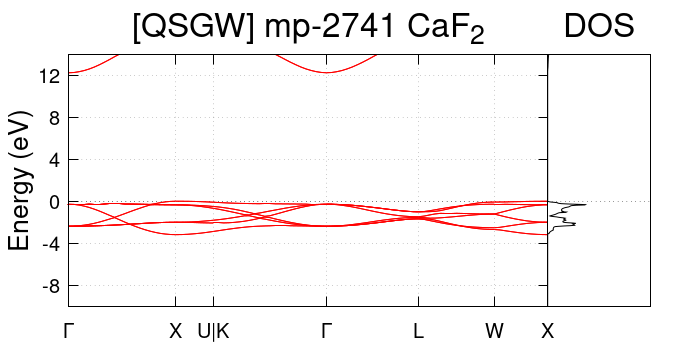 [QSGW] mp-2741 CaF2 DOS
Energy (eV)
12
8
4
0
-4
-8
Γ X U|K Γ L W X